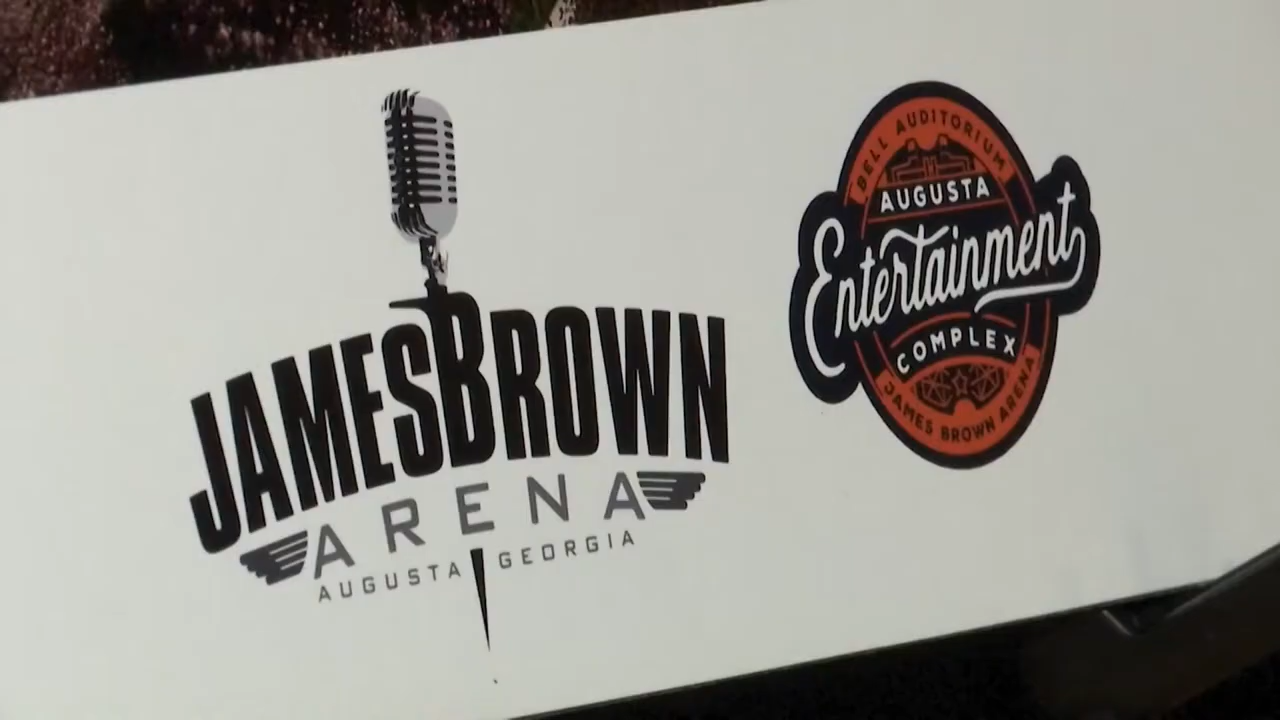 JAMESBROWN
ARENA
AUGUSTA GEORGIA
BELL AUDITORIUM
AUGUSTA
Entertainment
COMPLEX
JAMES BROWN ARENA